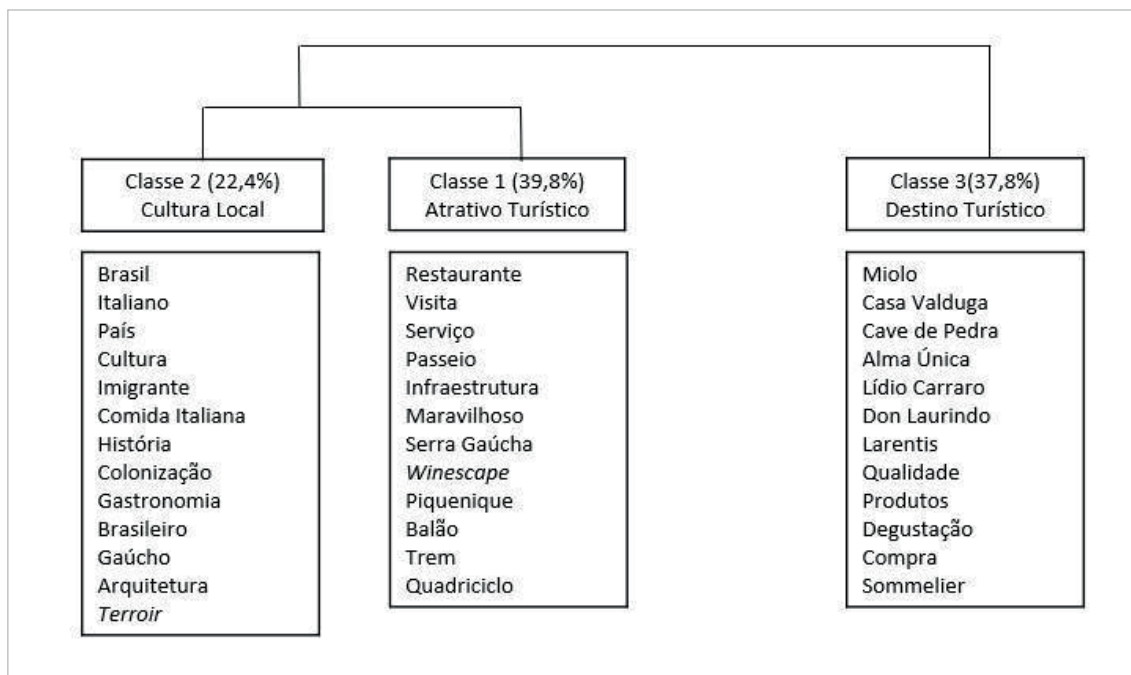 Classe 2 (22,4%)
Cultura Local
Brasil
Italiano
País
Cultura
Imigrante
Comida Italiana
História
Colonização
Gastronomia
Brasileiro
Gaúcho
Arquitetura
Terroir
Classe 1 (39,8%)
Atrativo Turístico
Restaurante
Visita
Serviço
Passeio
Infraestrutura
Maravilhoso
Serra Gaúcha
Winescape
Piquenique
Balão
Trem
Quadriciclo
Classe 3(37,8%)
Destino Turístico
Miolo
Casa Valduga
Cave de Pedra
Alma Única
Lídio Carraro
Don Laurindo
Larentis
Qualidade
Produtos
Degustação
Compra
Sommelier